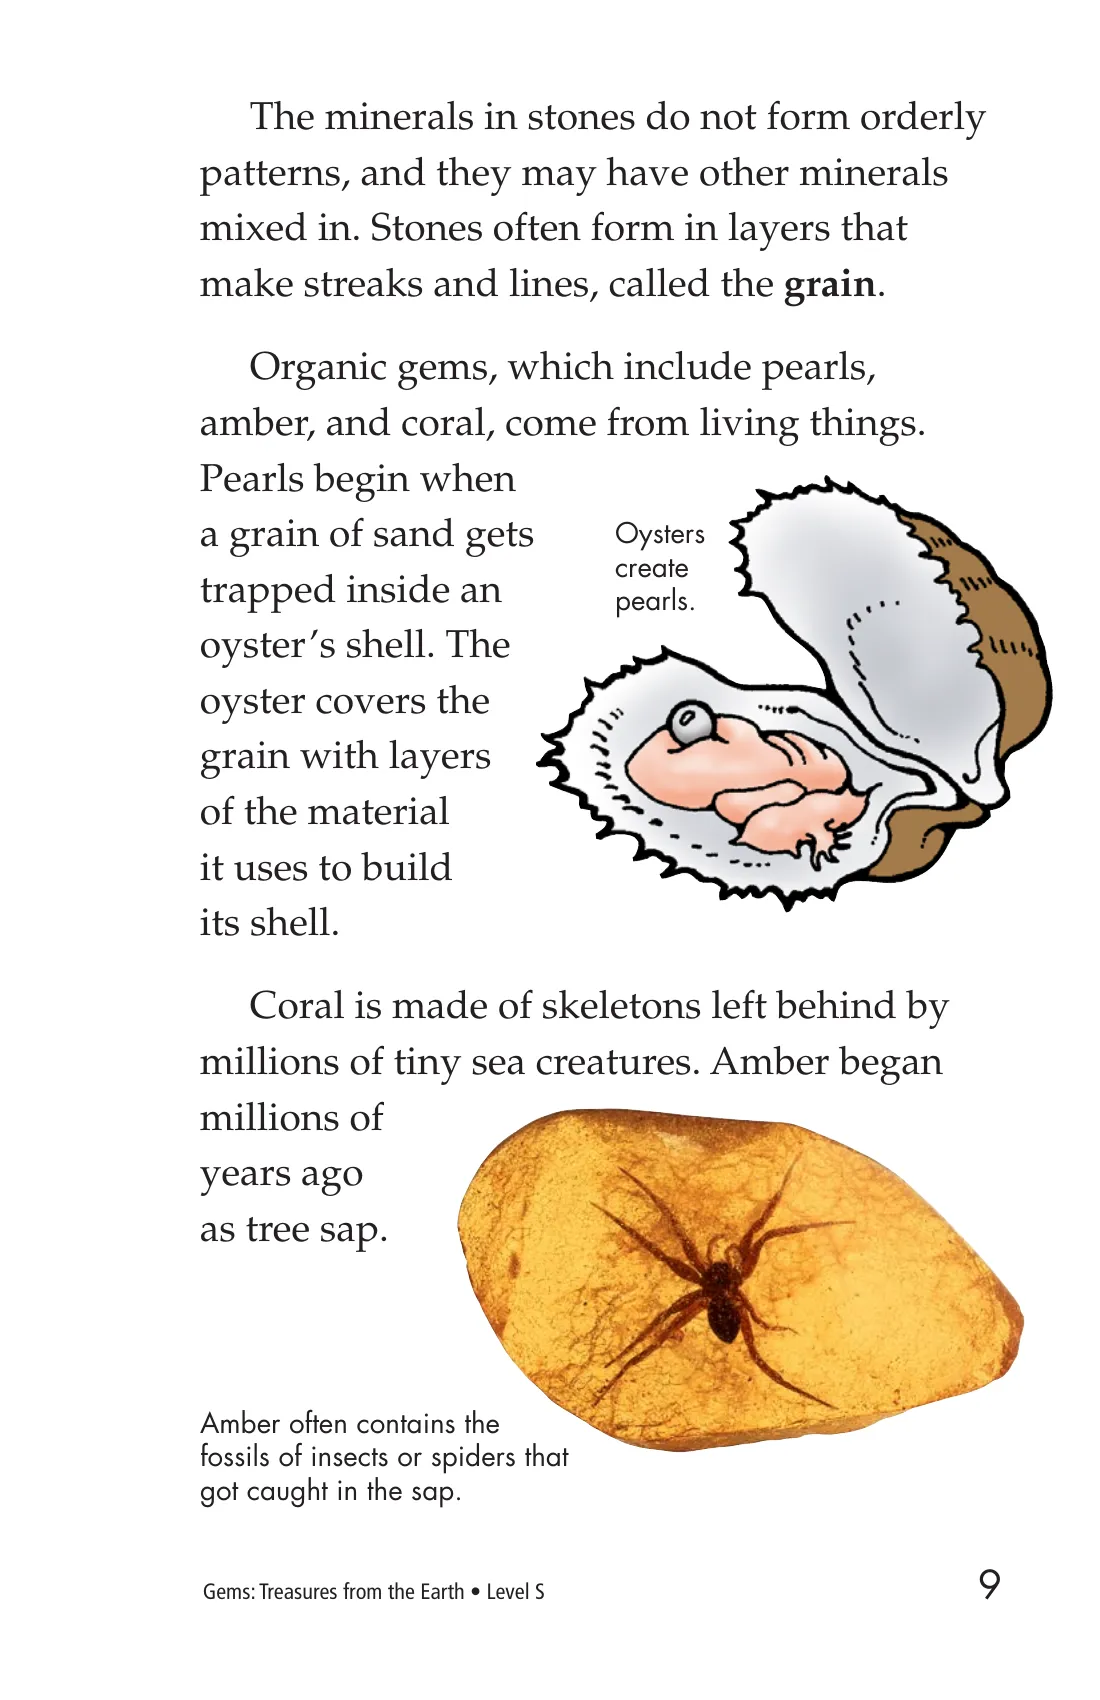 The minerals in stones do not form orderly
patterns, and they may have other minerals
mixed in. Stones often form in layers that
make streaks and lines, called the grain.
Organic gems, which include pearls,
amber, and coral, come from living things.
Pearls begin when
a grain of sand gets
trapped inside an
oyster’s shell. The
oyster covers the
grain with layers
of the material
it uses to build
its shell.
Oysters
create
pearls.
Coral is made of skeletons left behind by
millions of tiny sea creatures. Amber began
millions of
years ago
as tree sap.
Amber often contains the
fossils of insects or spiders that
got caught in the sap.
Gems: Treasures from the Earth • Level S
9